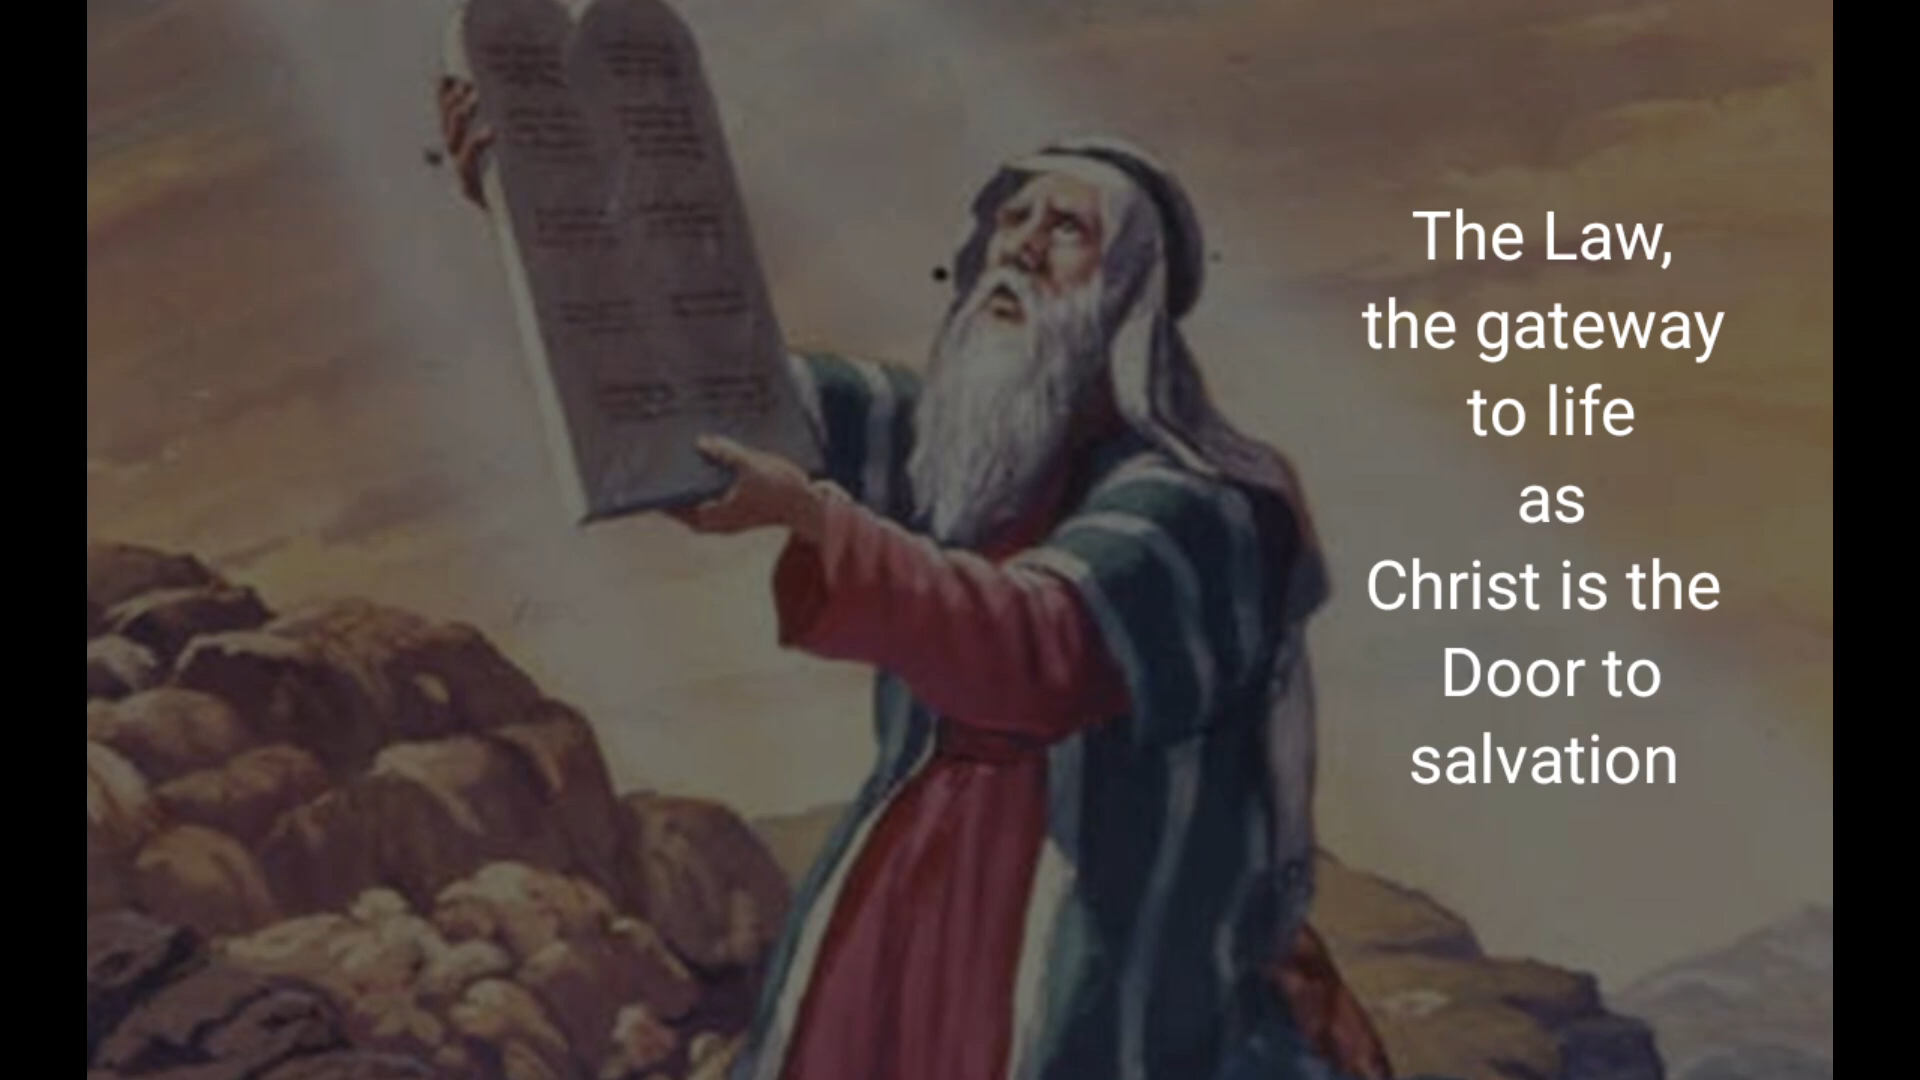 The Law,
the gateway
to life
as
Christ is the
Door to
salvation